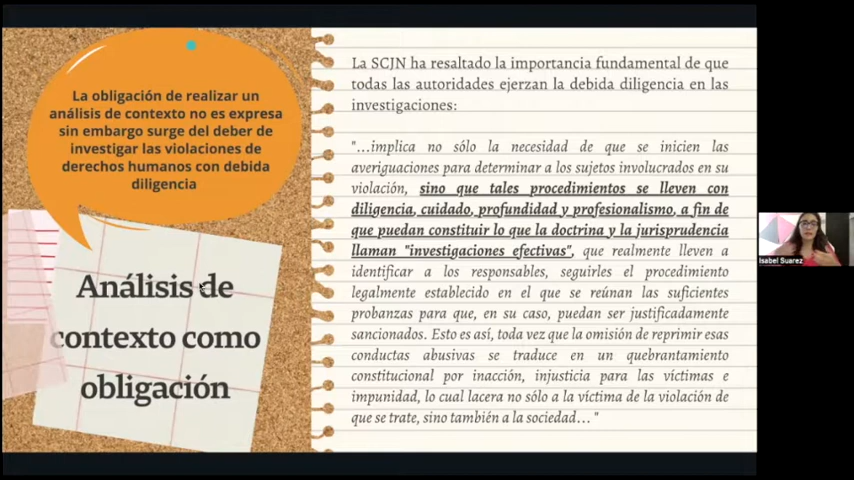 La obligación de realizar un
análisis de contexto no es expresa
sin embargo surge del deber de
investigar las violaciones de
derechos humanos con debida
diligencia
Análisis de
contexto como
obligación
La SCJN ha resaltado la importancia fundamental de que
todas las autoridades ejerzan la debida diligencia en las
investigaciones:
"...implica no sólo la necesidad de que se inicien las
averiguaciones para determinar a los sujetos involucrados en su
violación, sino que tales procedimientos se lleven con
diligencia, cuidado, profundidad y profesionalismo, a fin de
que puedan constituir lo que la doctrina y la jurisprudencia
llaman "investigaciones efectivas", que realmente lleven a
identificar a los responsables, seguirles el procedimiento
legalmente establecido en el que se reúnan las suficientes
probanzas para que, en su caso, puedan ser justificadamente
sancionados. Esto es así, toda vez que la omisión de reprimir esas
conductas abusivas se traduce en un quebrantamiento
constitucional por inacción, injusticia para las víctimas e
impunidad, lo cual lacera no sólo a la víctima de la violación de
que se trate, sino también a la sociedad... "
Isabel Suarez